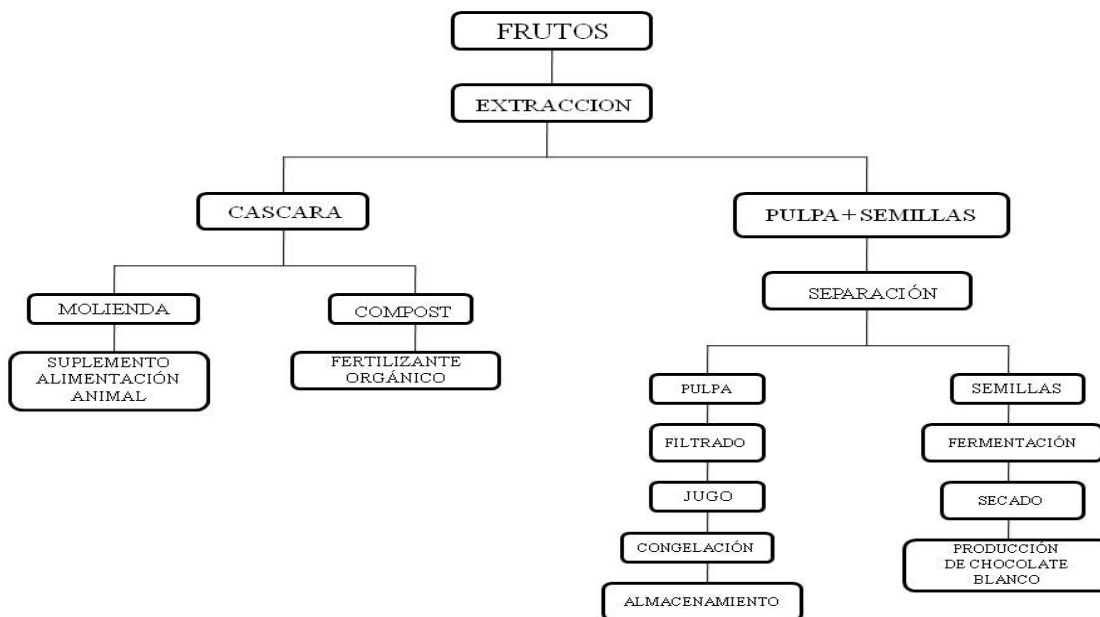 FRUTOS
EXTRACCION
CASCARA
PULPA+SEMILLAS
MOLIENDA
COMPOST
SEPARACIÓN
SUPLEMENTO
ALIMENTACIÓN
ANIMAL
FERTILIZANTE
ORGÁNICO
PULPA
SEMILLAS
FILTRADO
FERMENTACIÓN
JUGO
SECADO
CONGELACIÓN
PRODUCCIÓN
DE CHOCOLATE
BLANCO
ALMACENAMIENTO